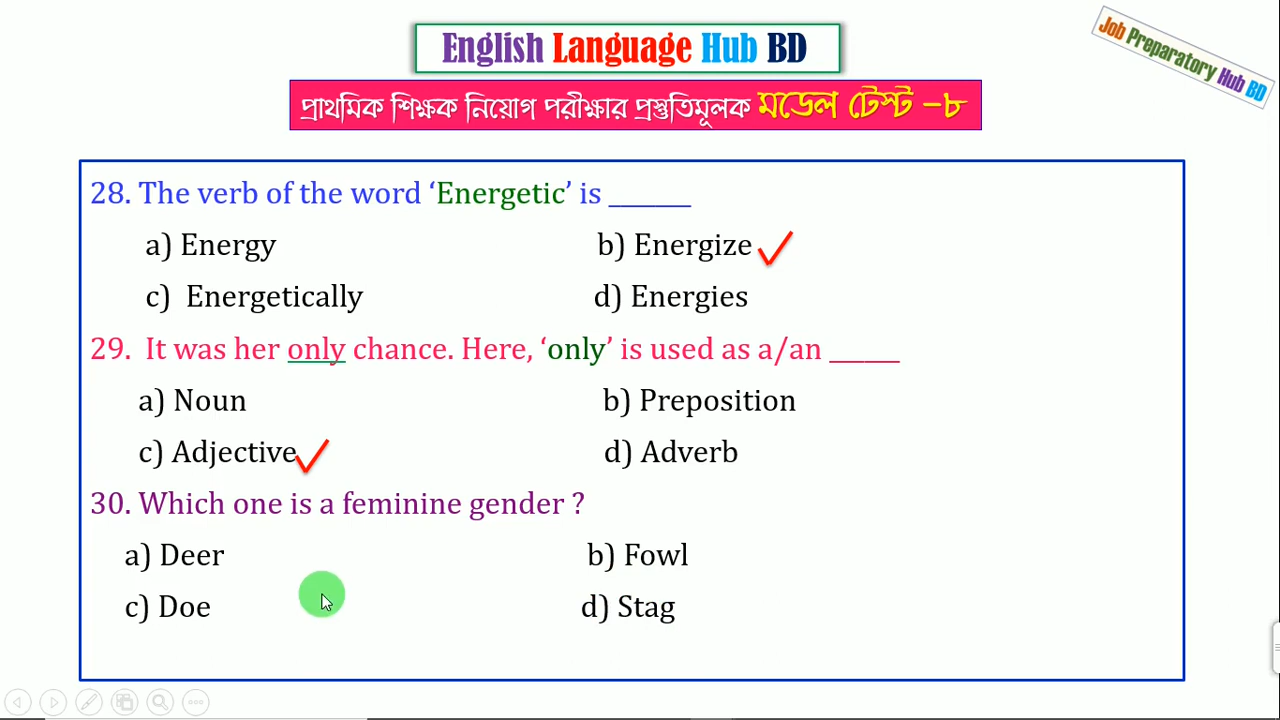 English Language Hub BD
Job Preparatory Hub BD
প্রাথমিক শিক্ষক নিয়োগ পরীক্ষার প্রস্তুতিমূলক মডেল টেস্ট -৮
28. The verb of the word ‘Energetic’ is _______
a) Energy b) Energize
c) Energetically d) Energies
29. It was her only chance. Here, ‘only’ is used as a/an ______
a) Noun b) Preposition
c) Adjective d) Adverb
30. Which one is a feminine gender ?
a) Deer b) Fowl
c) Doe d) Stag